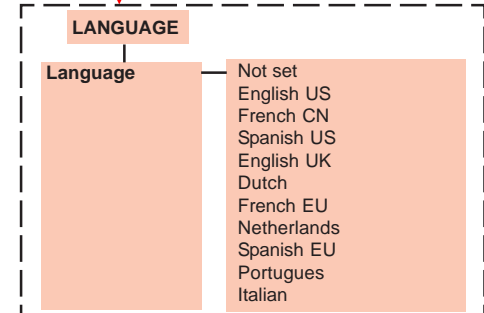 LANGUAGE
Language
Not set
English US
French CN
Spanish US
English UK
Dutch
French EU
Netherlands
Spanish EU
Portugues
Italian